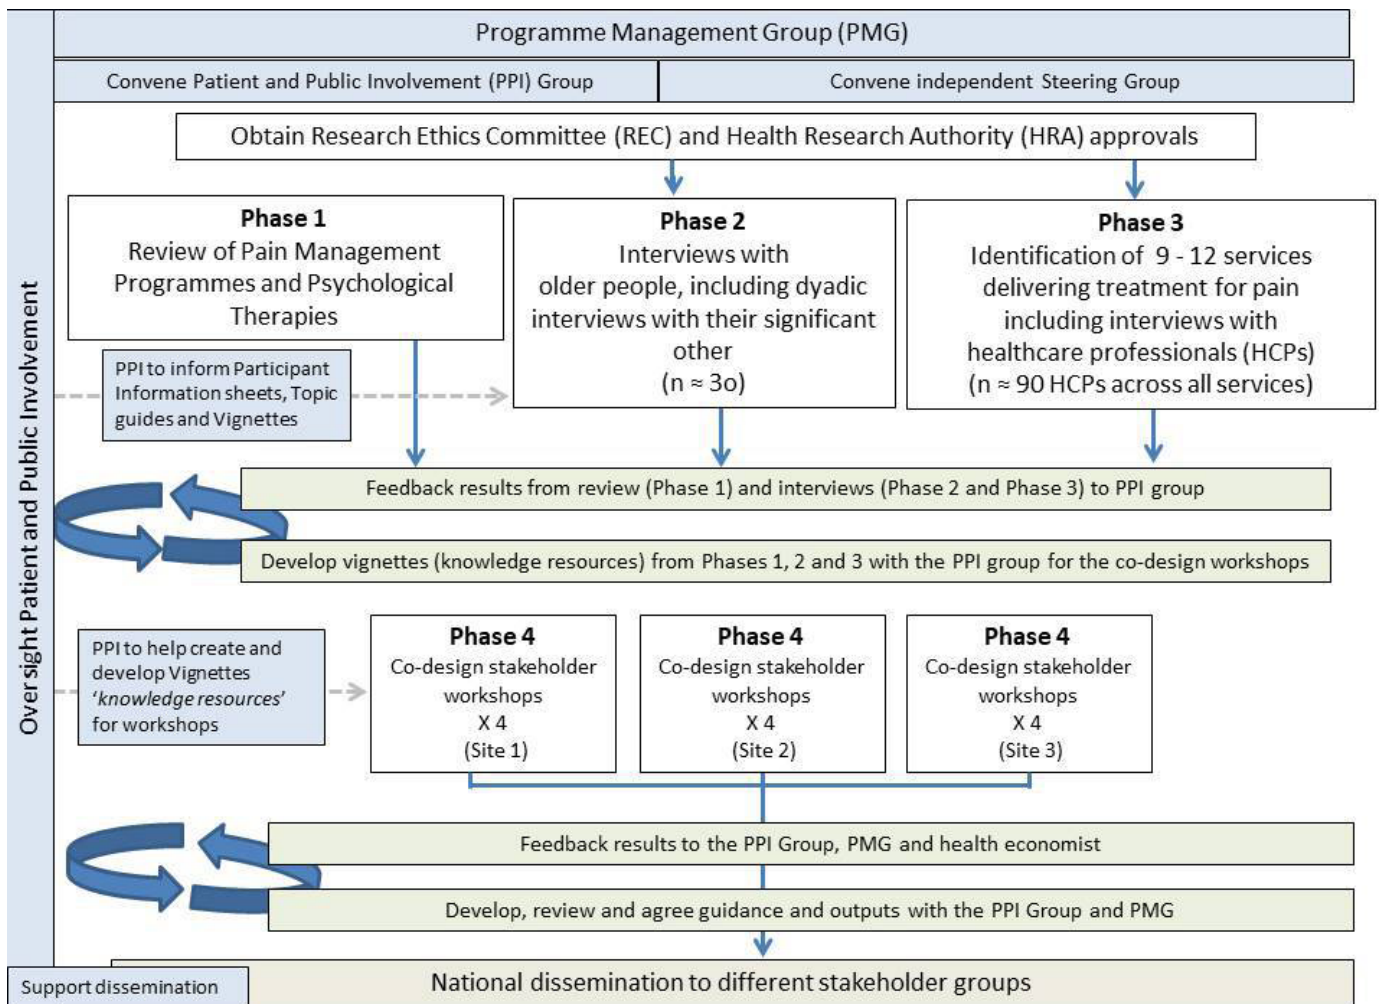 Programme Management Group (PMG)
Convene Patient and Public Involvement (PPI) Group
Convene independent Steering Group
Obtain Research Ethics Committee (REC) and Health Research Authority (HRA) approvals
Oversight Patient and Public Involvement
Phase 1
Review of Pain Management
Programmes and Psychological
Therapies
Phase 2
Interviews with
older people, including dyadic
interviews with their significant
other
(n ≈ 3o)
Phase 3
Identification of 9 - 12 services
delivering treatment for pain
including interviews with
healthcare professionals (HCPs)
(n ≈ 90 HCPs across all services)
PPI to inform Participant
Information sheets, Topic
guides and Vignettes
Feedback results from review (Phase 1) and interviews (Phase 2 and Phase 3) to PPI group
Develop vignettes (knowledge resources) from Phases 1, 2 and 3 with the PPI group for the co-design workshops
PPI to help create and
develop Vignettes
‘knowledge resources’
for workshops
Phase 4
Co-design stakeholder
workshops
X 4
(Site 1)
Phase 4
Co-design stakeholder
workshops
X 4
(Site 2)
Phase 4
Co-design stakeholder
workshops
X 4
(Site 3)
Feedback results to the PPI Group, PMG and health economist
Develop, review and agree guidance and outputs with the PPI Group and PMG
Support dissemination
National dissemination to different stakeholder groups